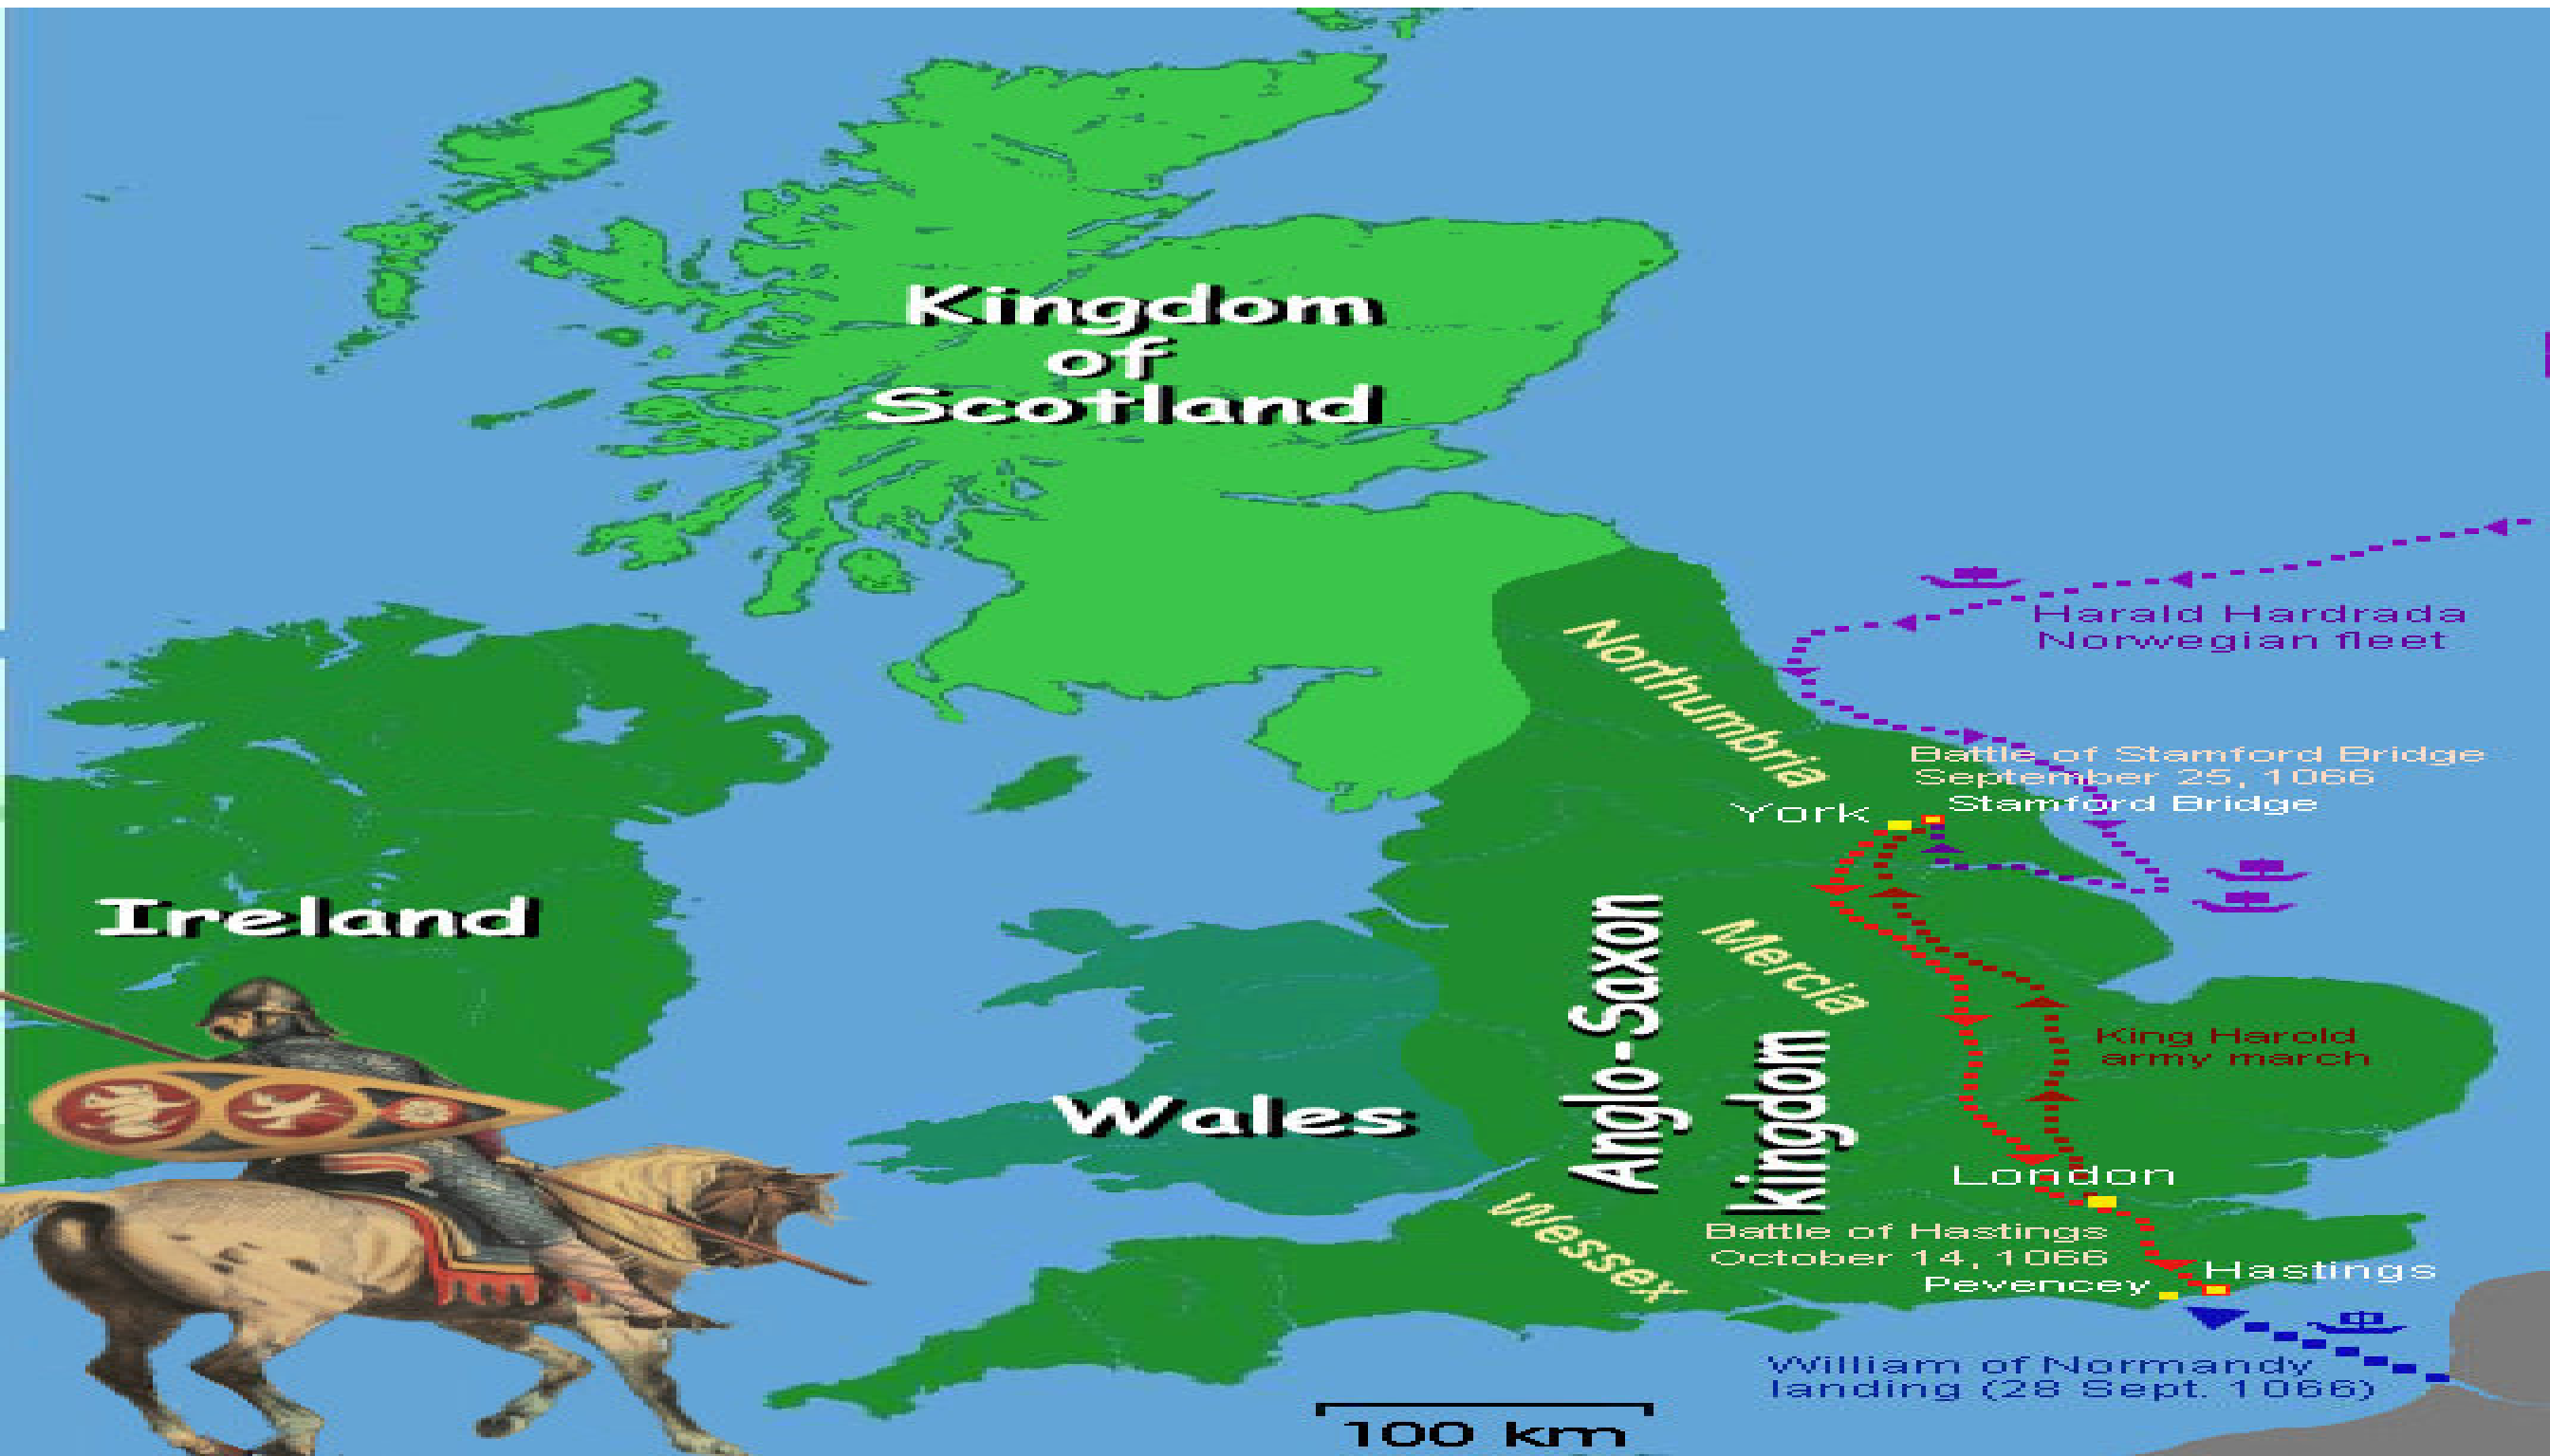 Kingdom
of
Scotland
Harald Hardrada
Norwegian fleet
Northumbria
Battle of Stamford Bridge
September 25, 1066
Stamford Bridge
York
Ireland
Mercia
Anglo-Saxon
kingdom
King Harold
army march
Wales
London
Wessex
Battle of Hastings
October 14, 1066
Pevencey
Hastings
William of Normandy
landing (28 Sept. 1066)
100 km